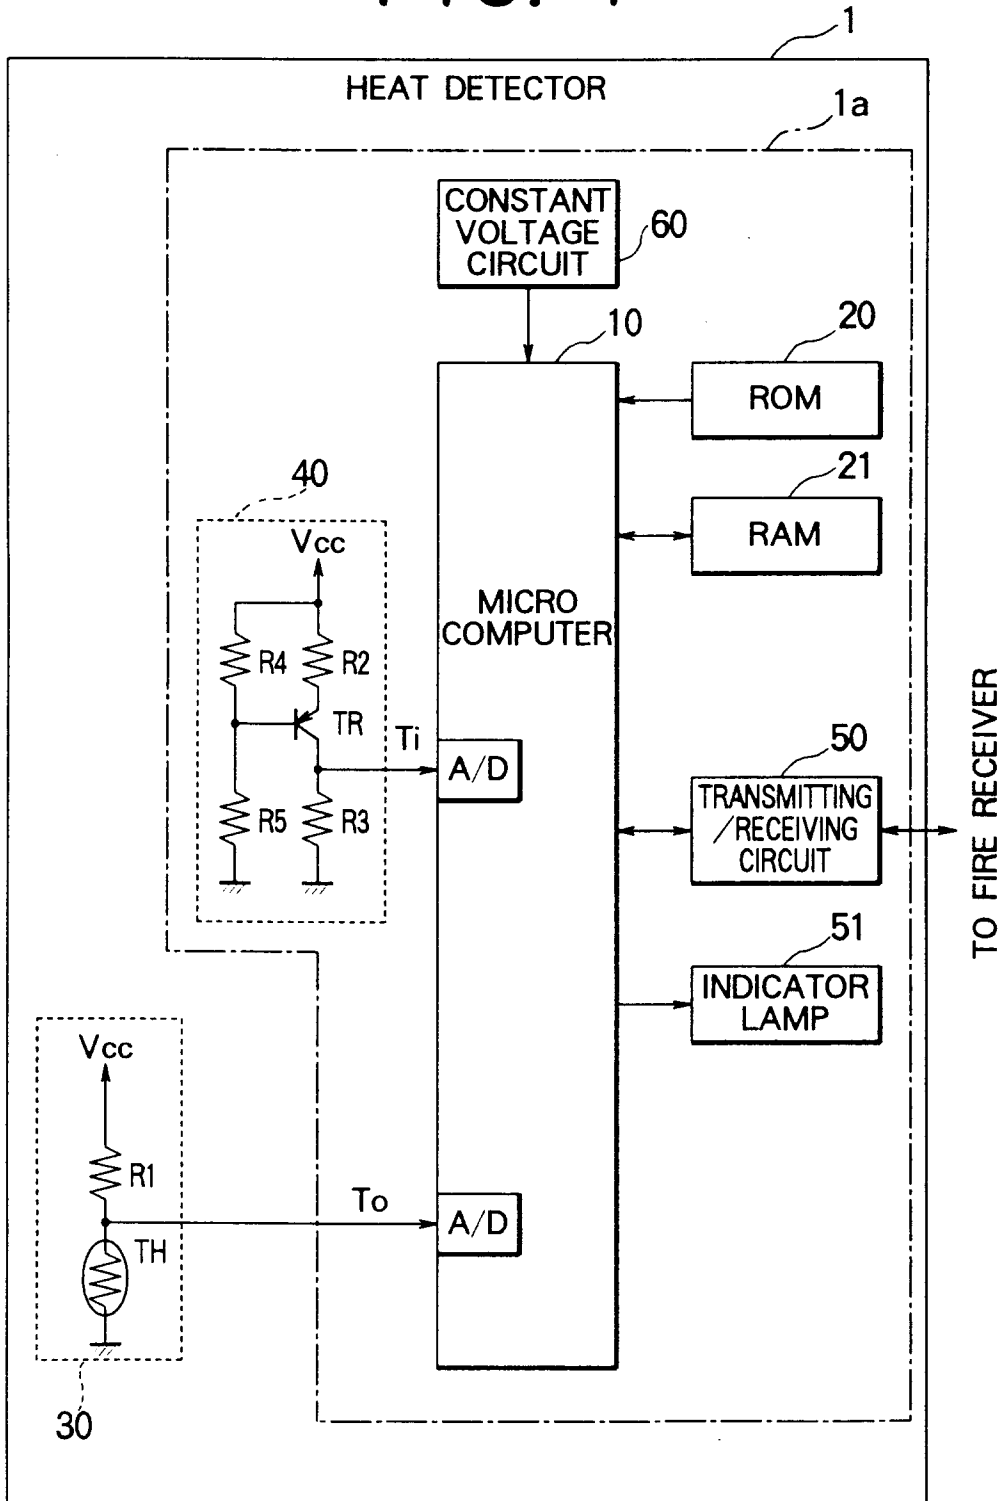 1
HEAT DETECTOR
1a
CONSTANT
VOLTAGE
CIRCUIT
60
10
20
ROM
40
21
Vcc
RAM
MICRO
COMPUTER
R4
R2
TR
Ti
A/D
50
TRANSMITTING
/RECEIVING
CIRCUIT
R5
R3
TO FIRE RECEIVER
51
INDICATOR
LAMP
Vcc
R1
To
A/D
TH
30